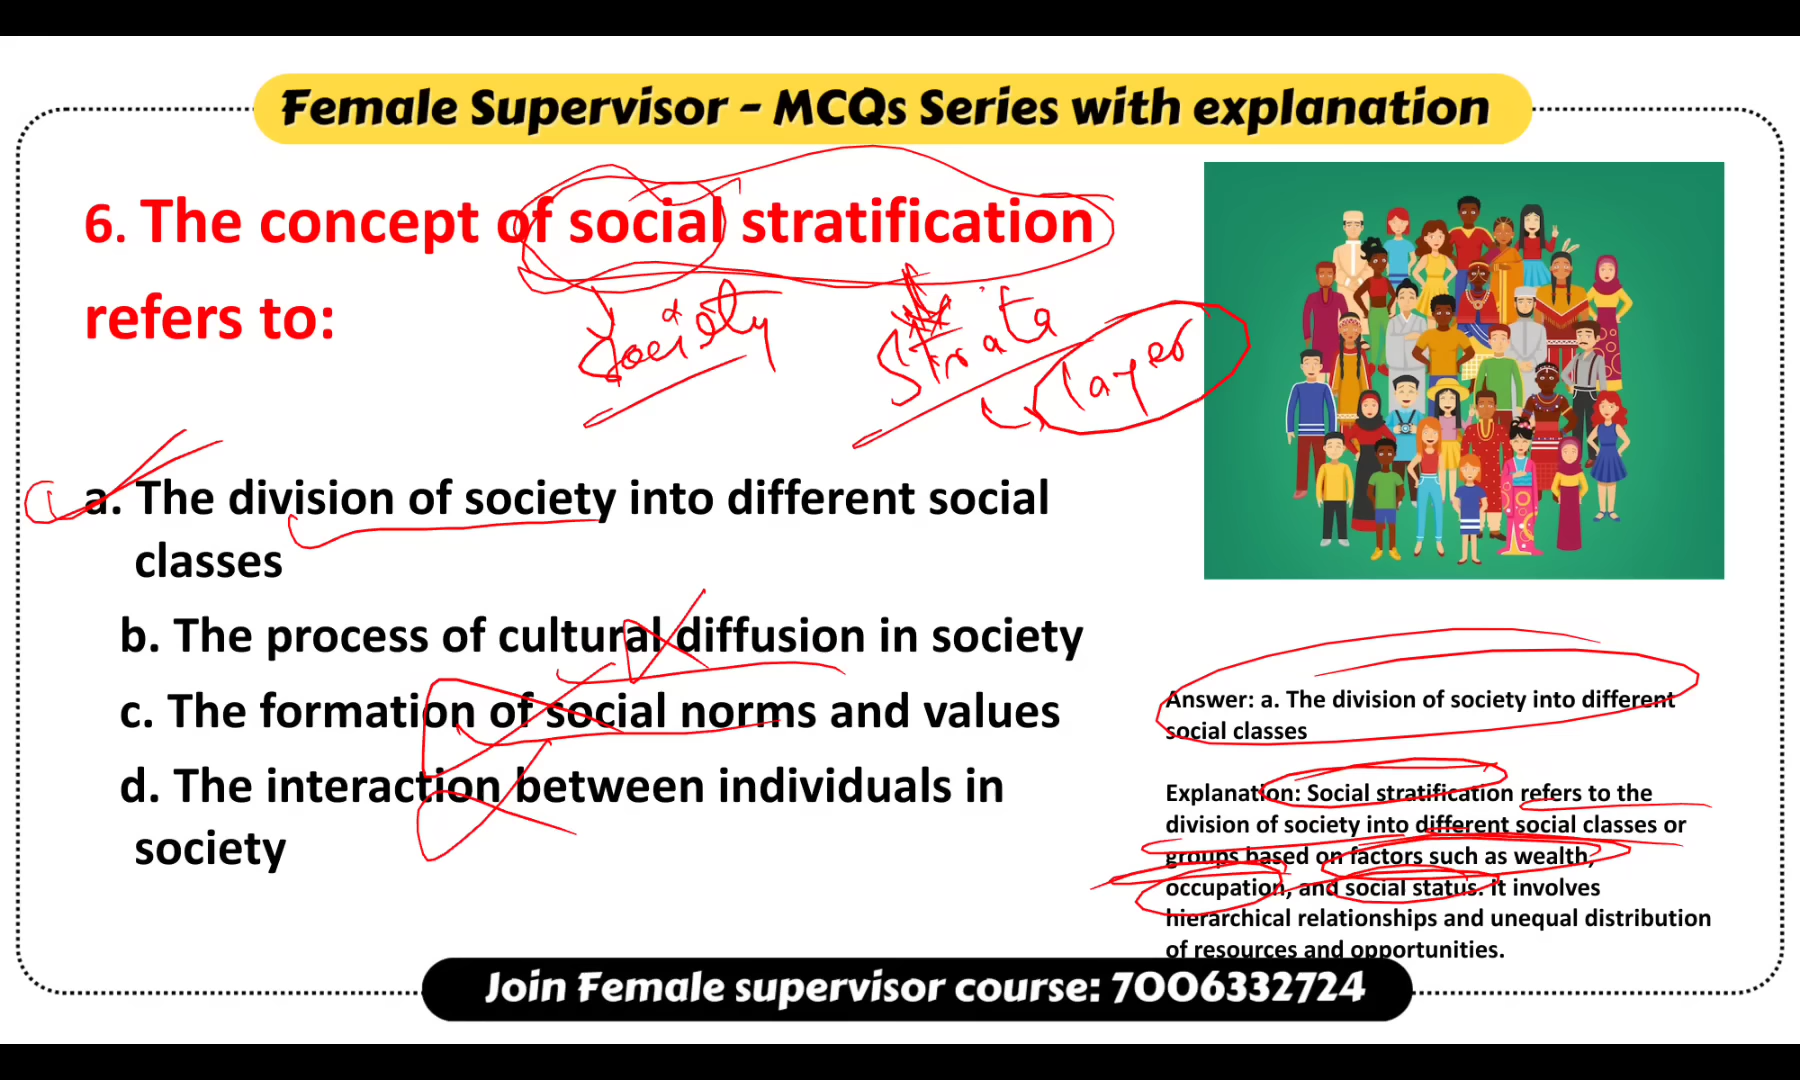 Female Supervisor - MCQs Series with explanation
6. The concept of social stratification
refers to:
Society
Strata
layer
a. The division of society into different social
classes
b. The process of cultural diffusion in society
c. The formation of social norms and values
d. The interaction between individuals in
society
Answer: a. The division of society into different
social classes
Explanation: Social stratification refers to the
division of society into different social classes or
groups based on factors such as wealth,
occupation, and social status. It involves
hierarchical relationships and unequal distribution
of resources and opportunities.
Join Female supervisor course: 7006332724